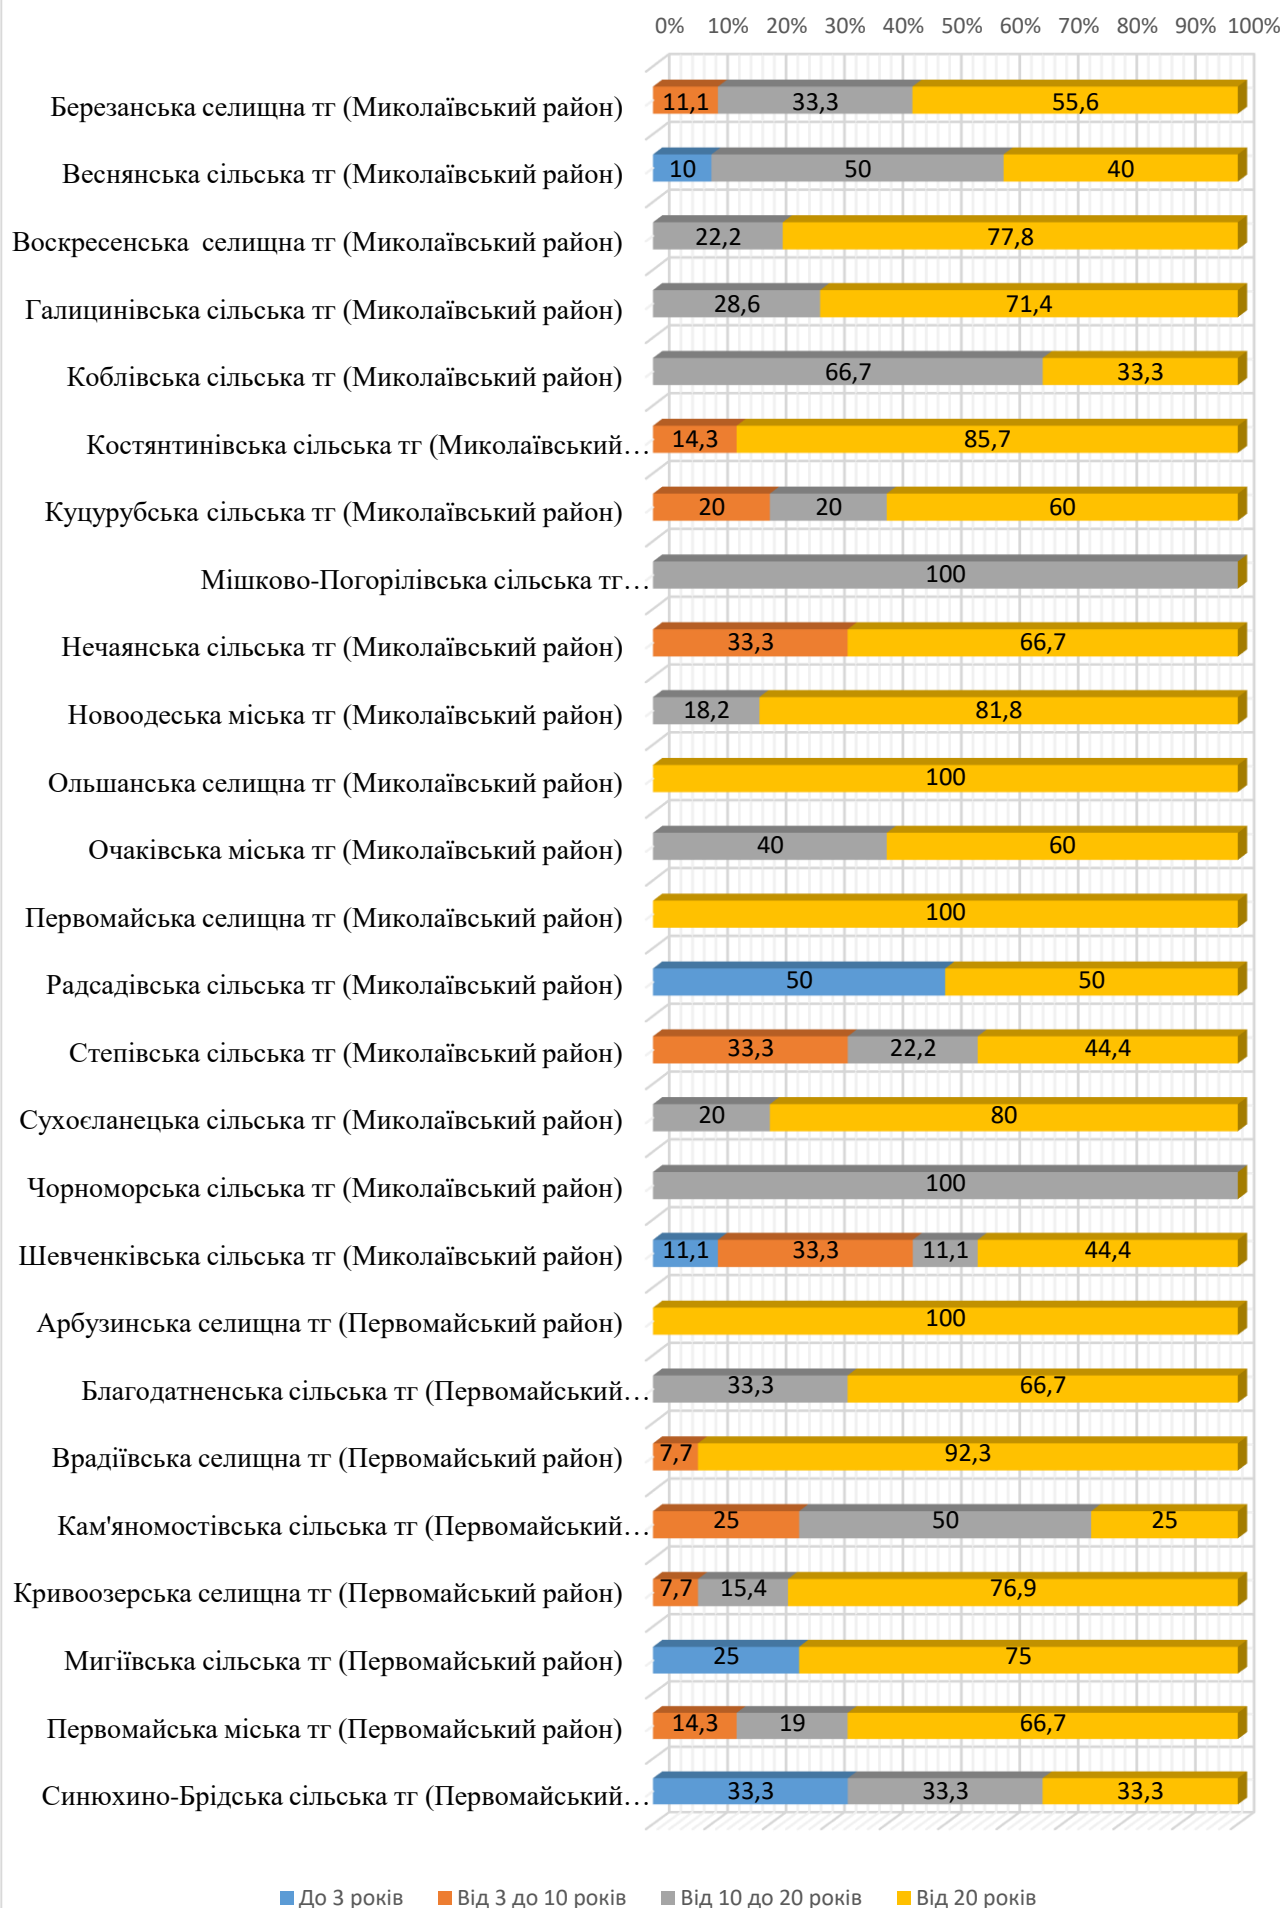 0% 10% 20% 30% 40% 50% 60% 70% 80% 90% 100%
Березанська селищна тг (Миколаївський район) 11,1 33,3 55,6
Веснянська сільська тг (Миколаївський район) 10 50 40
Воскресенська селищна тг (Миколаївський район) 22,2 77,8
Галицинівська сільська тг (Миколаївський район) 28,6 71,4
Коблівська сільська тг (Миколаївський район) 66,7 33,3
Костянтинівська сільська тг (Миколаївський… 14,3 85,7
Куцурубська сільська тг (Миколаївський район) 20 20 60
Мішково-Погорілівська сільська тг… 100
Нечаянська сільська тг (Миколаївський район) 33,3 66,7
Новоодеська міська тг (Миколаївський район) 18,2 81,8
Ольшанська селищна тг (Миколаївський район) 100
Очаківська міська тг (Миколаївський район) 40 60
Первомайська селищна тг (Миколаївський район) 100
Радсадівська сільська тг (Миколаївський район) 50 50
Степівська сільська тг (Миколаївський район) 33,3 22,2 44,4
Сухоєланецька сільська тг (Миколаївський район) 20 80
Чорноморська сільська тг (Миколаївський район) 100
Шевченківська сільська тг (Миколаївський район) 11,1 33,3 11,1 44,4
Арбузинська селищна тг (Первомайський район) 100
Благодатненська сільська тг (Первомайський… 33,3 66,7
Врадіївська селищна тг (Первомайський район) 7,7 92,3
Кам'яномостівська сільська тг (Первомайський… 25 50 25
Кривоозерська селищна тг (Первомайський район) 7,7 15,4 76,9
Мигіївська сільська тг (Первомайський район) 25 75
Первомайська міська тг (Первомайський район) 14,3 19 66,7
Синюхино-Брідська сільська тг (Первомайський… 33,3 33,3 33,3
До 3 років Від 3 до 10 років Від 10 до 20 років Від 20 років